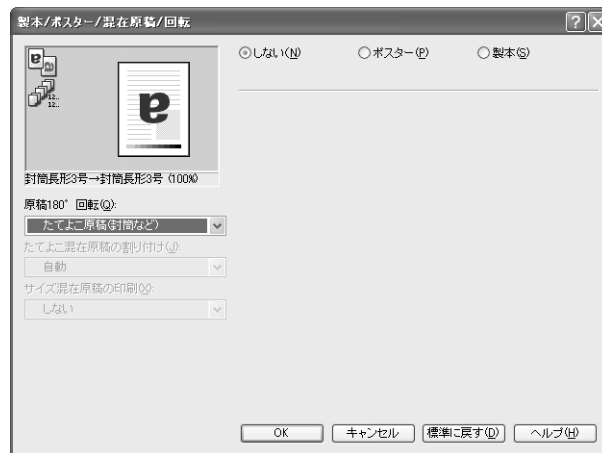 製本/ポスター/混在原稿/回転
しない(N)
ポスター(P)
製本(S)
a
a
12..
12..
a
封筒長形3号→封筒長形3号 (100%)
原稿180° 回転(Q):
たてよこ原稿(封筒など)
たてよこ混在原稿の割り付け(J):
自動
サイズ混在原稿の印刷(X):
しない
OK
キャンセル
標準に戻す(D)
ヘルプ(H)